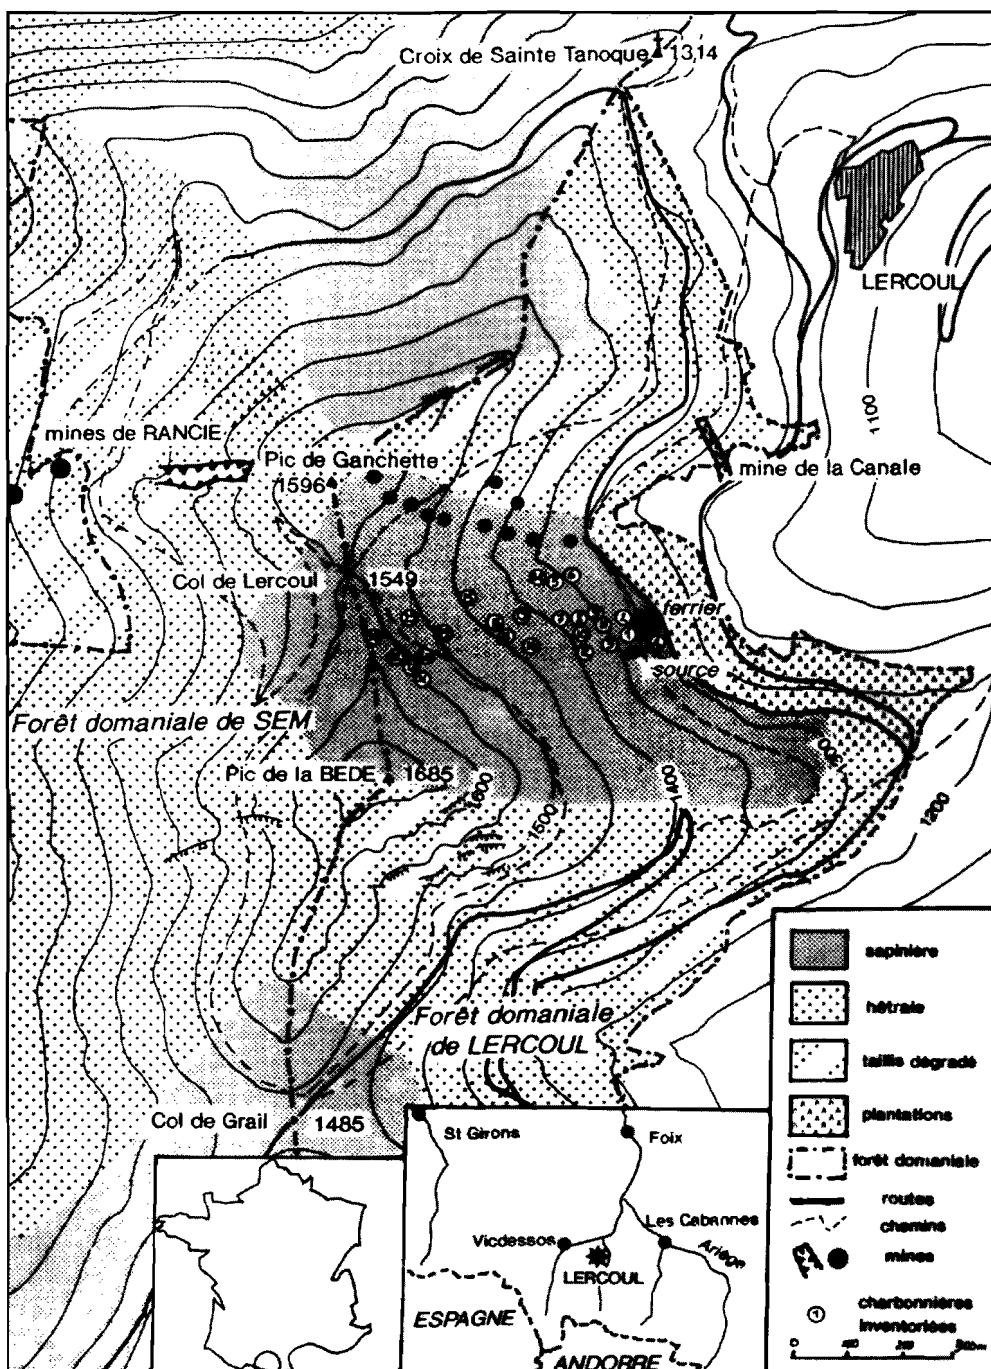 Croix de Sainte Tanoque 1314
LERCOUL
1100
mines de RANCIE
Pic de Ganchette
1596
mine de la Canale
Col de Lercoul 1549
ferrier
source
Forêt domaniale de SEM
Pic de la BEDE 1685
1600
1500
1400
1200
Forêt domaniale
de LERCOUL
Col de Grail 1485
sapinière
hêtraie
taillis dégradé
plantations
forêt domaniale
routes
chemins
mines
charbonnières
inventoriées
St Girons
Foix
Les Cabannes
Vicdessos
Ariège
LERCOUL
ESPAGNE
ANDORRE